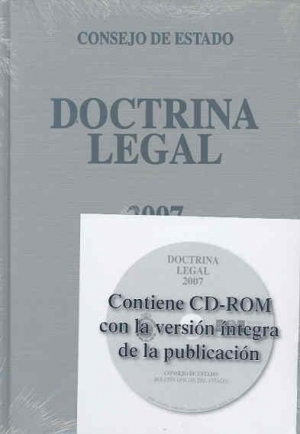 CONSEJO DE ESTADO
DOCTRINA
LEGAL
2007
DOCTRINA
LEGAL
2007
Contiene CD-ROM
con la versión íntegra
de la publicación
CONSEJO DE ESTADO
BOLETÍN OFICIAL DEL ESTADO